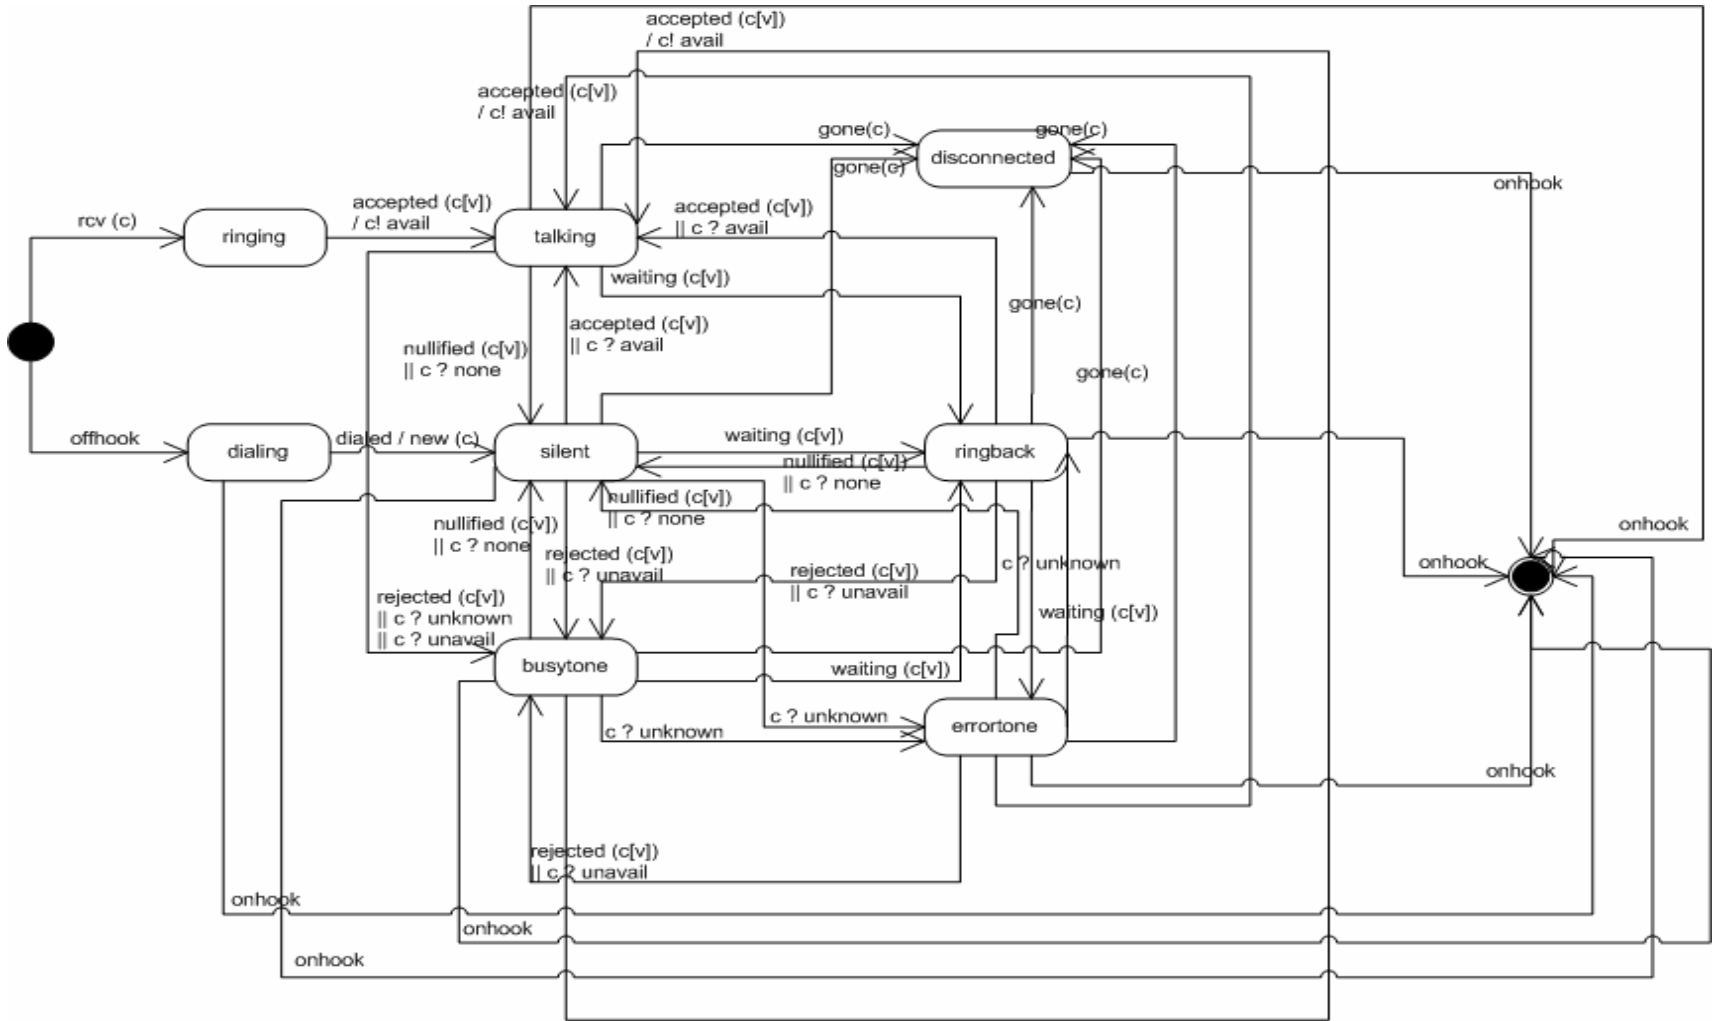 accepted (c[v])
/ c! avail
accepted (c[v])
/ c! avail
gone(c)
gone(c)
disconnected
gone(c)
onhook
rcv (c)
ringing
accepted (c[v])
/ c! avail
talking
accepted (c[v])
|| c ? avail
waiting (c[v])
gone(c)
accepted (c[v])
|| c ? avail
nullified (c[v])
|| c ? none
gone(c)
offhook
dialing
dialed / new (c)
silent
waiting (c[v])
ringback
nullified (c[v])
|| c ? none
nullified (c[v])
|| c ? none
nullified (c[v])
|| c ? none
onhook
rejected (c[v])
|| c ? unavail
rejected (c[v])
|| c ? unavail
c ? unknown
onhook
rejected (c[v])
|| c ? unknown
|| c ? unavail
waiting (c[v])
busytone
waiting (c[v])
c ? unknown
c ? unknown
errortone
onhook
rejected (c[v])
|| c ? unavail
onhook
onhook
onhook